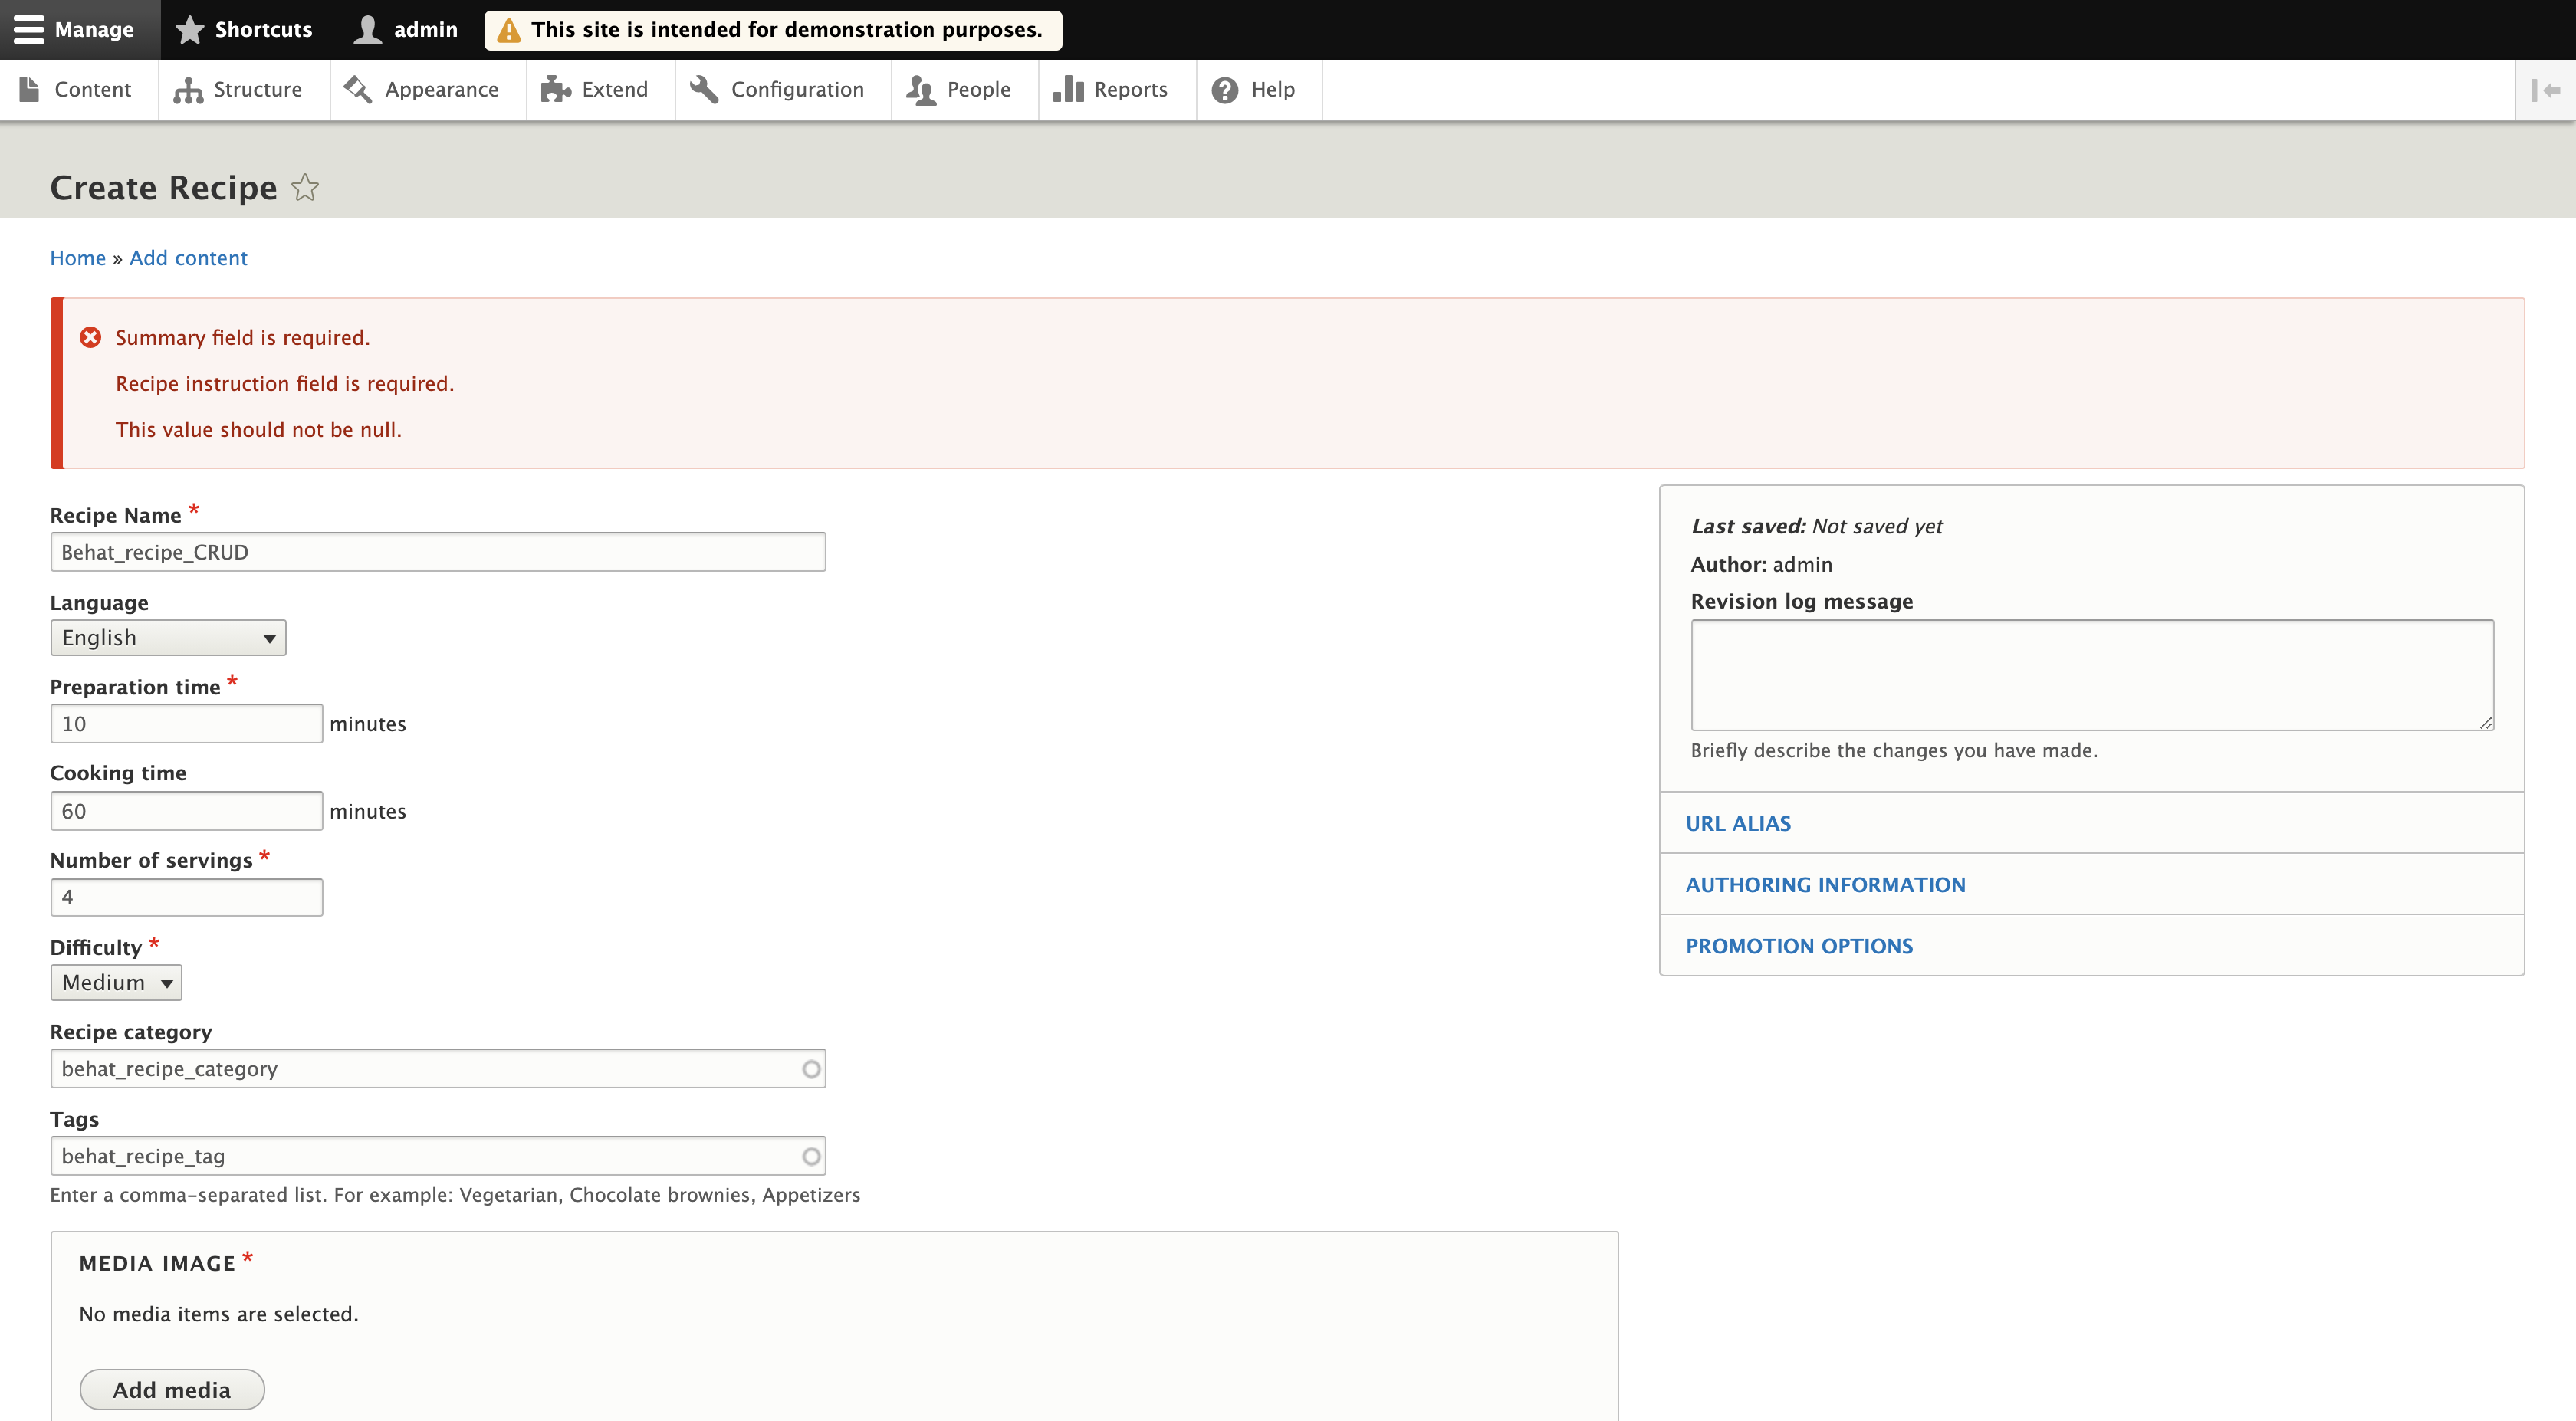 Manage Shortcuts admin This site is intended for demonstration purposes.
Content Structure Appearance Extend Configuration People Reports Help
Create Recipe
Home » Add content
Summary field is required.
Recipe instruction field is required.
This value should not be null.
Recipe Name *
Behat_recipe_CRUD
Language
English
Preparation time *
10 minutes
Cooking time
60 minutes
Number of servings *
4
Difficulty *
Medium
Recipe category
behat_recipe_category
Tags
behat_recipe_tag
Enter a comma-separated list. For example: Vegetarian, Chocolate brownies, Appetizers
MEDIA IMAGE *
No media items are selected.
Add media
Last saved: Not saved yet
Author: admin
Revision log message
Briefly describe the changes you have made.
URL ALIAS
AUTHORING INFORMATION
PROMOTION OPTIONS